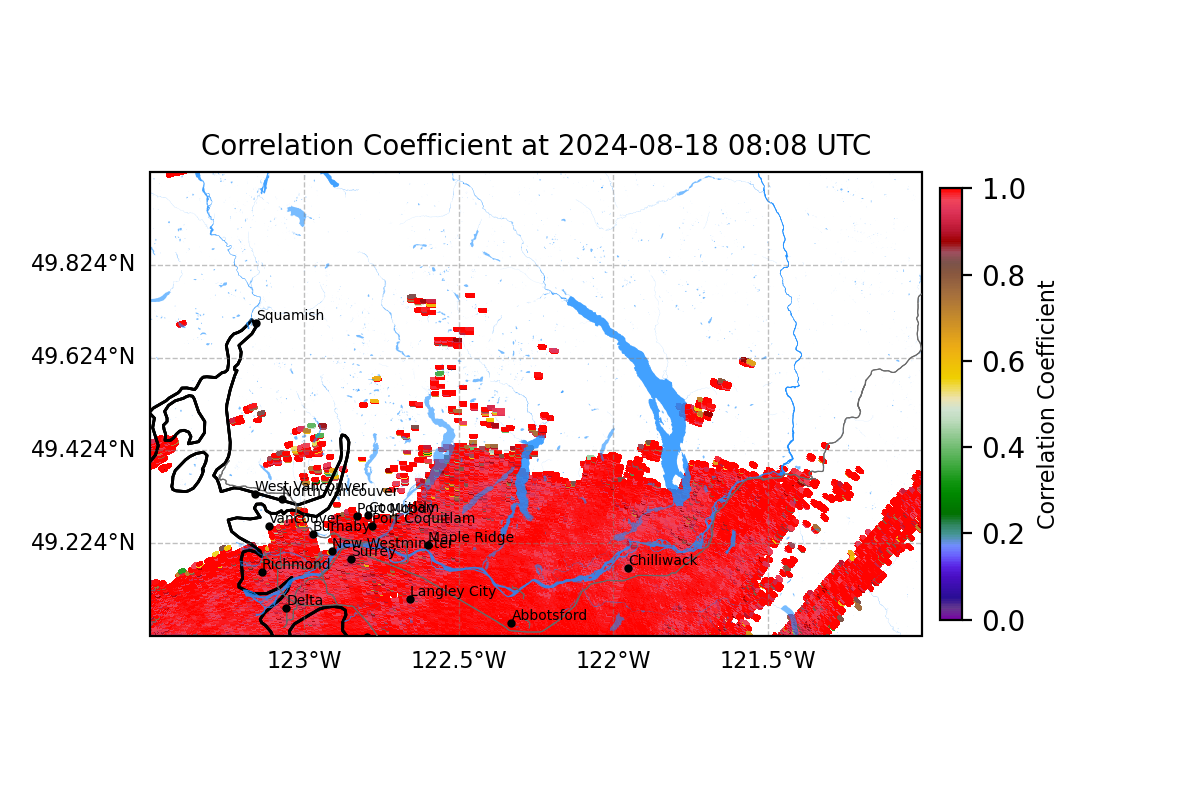 Correlation Coefficient at 2024-08-18 08:08 UTC
1.0
0.8
0.6
0.4
0.2
0.0
Correlation Coefficient
49.824°N
49.624°N
49.424°N
49.224°N
Squamish
West Vancouver
North Vancouver
Port Moody
Coquitlam
Vancouver
Port Coquitlam
Burnaby
Maple Ridge
New Westminster
Surrey
Richmond
Chilliwack
Langley City
Delta
Abbotsford
123°W
122.5°W
122°W
121.5°W